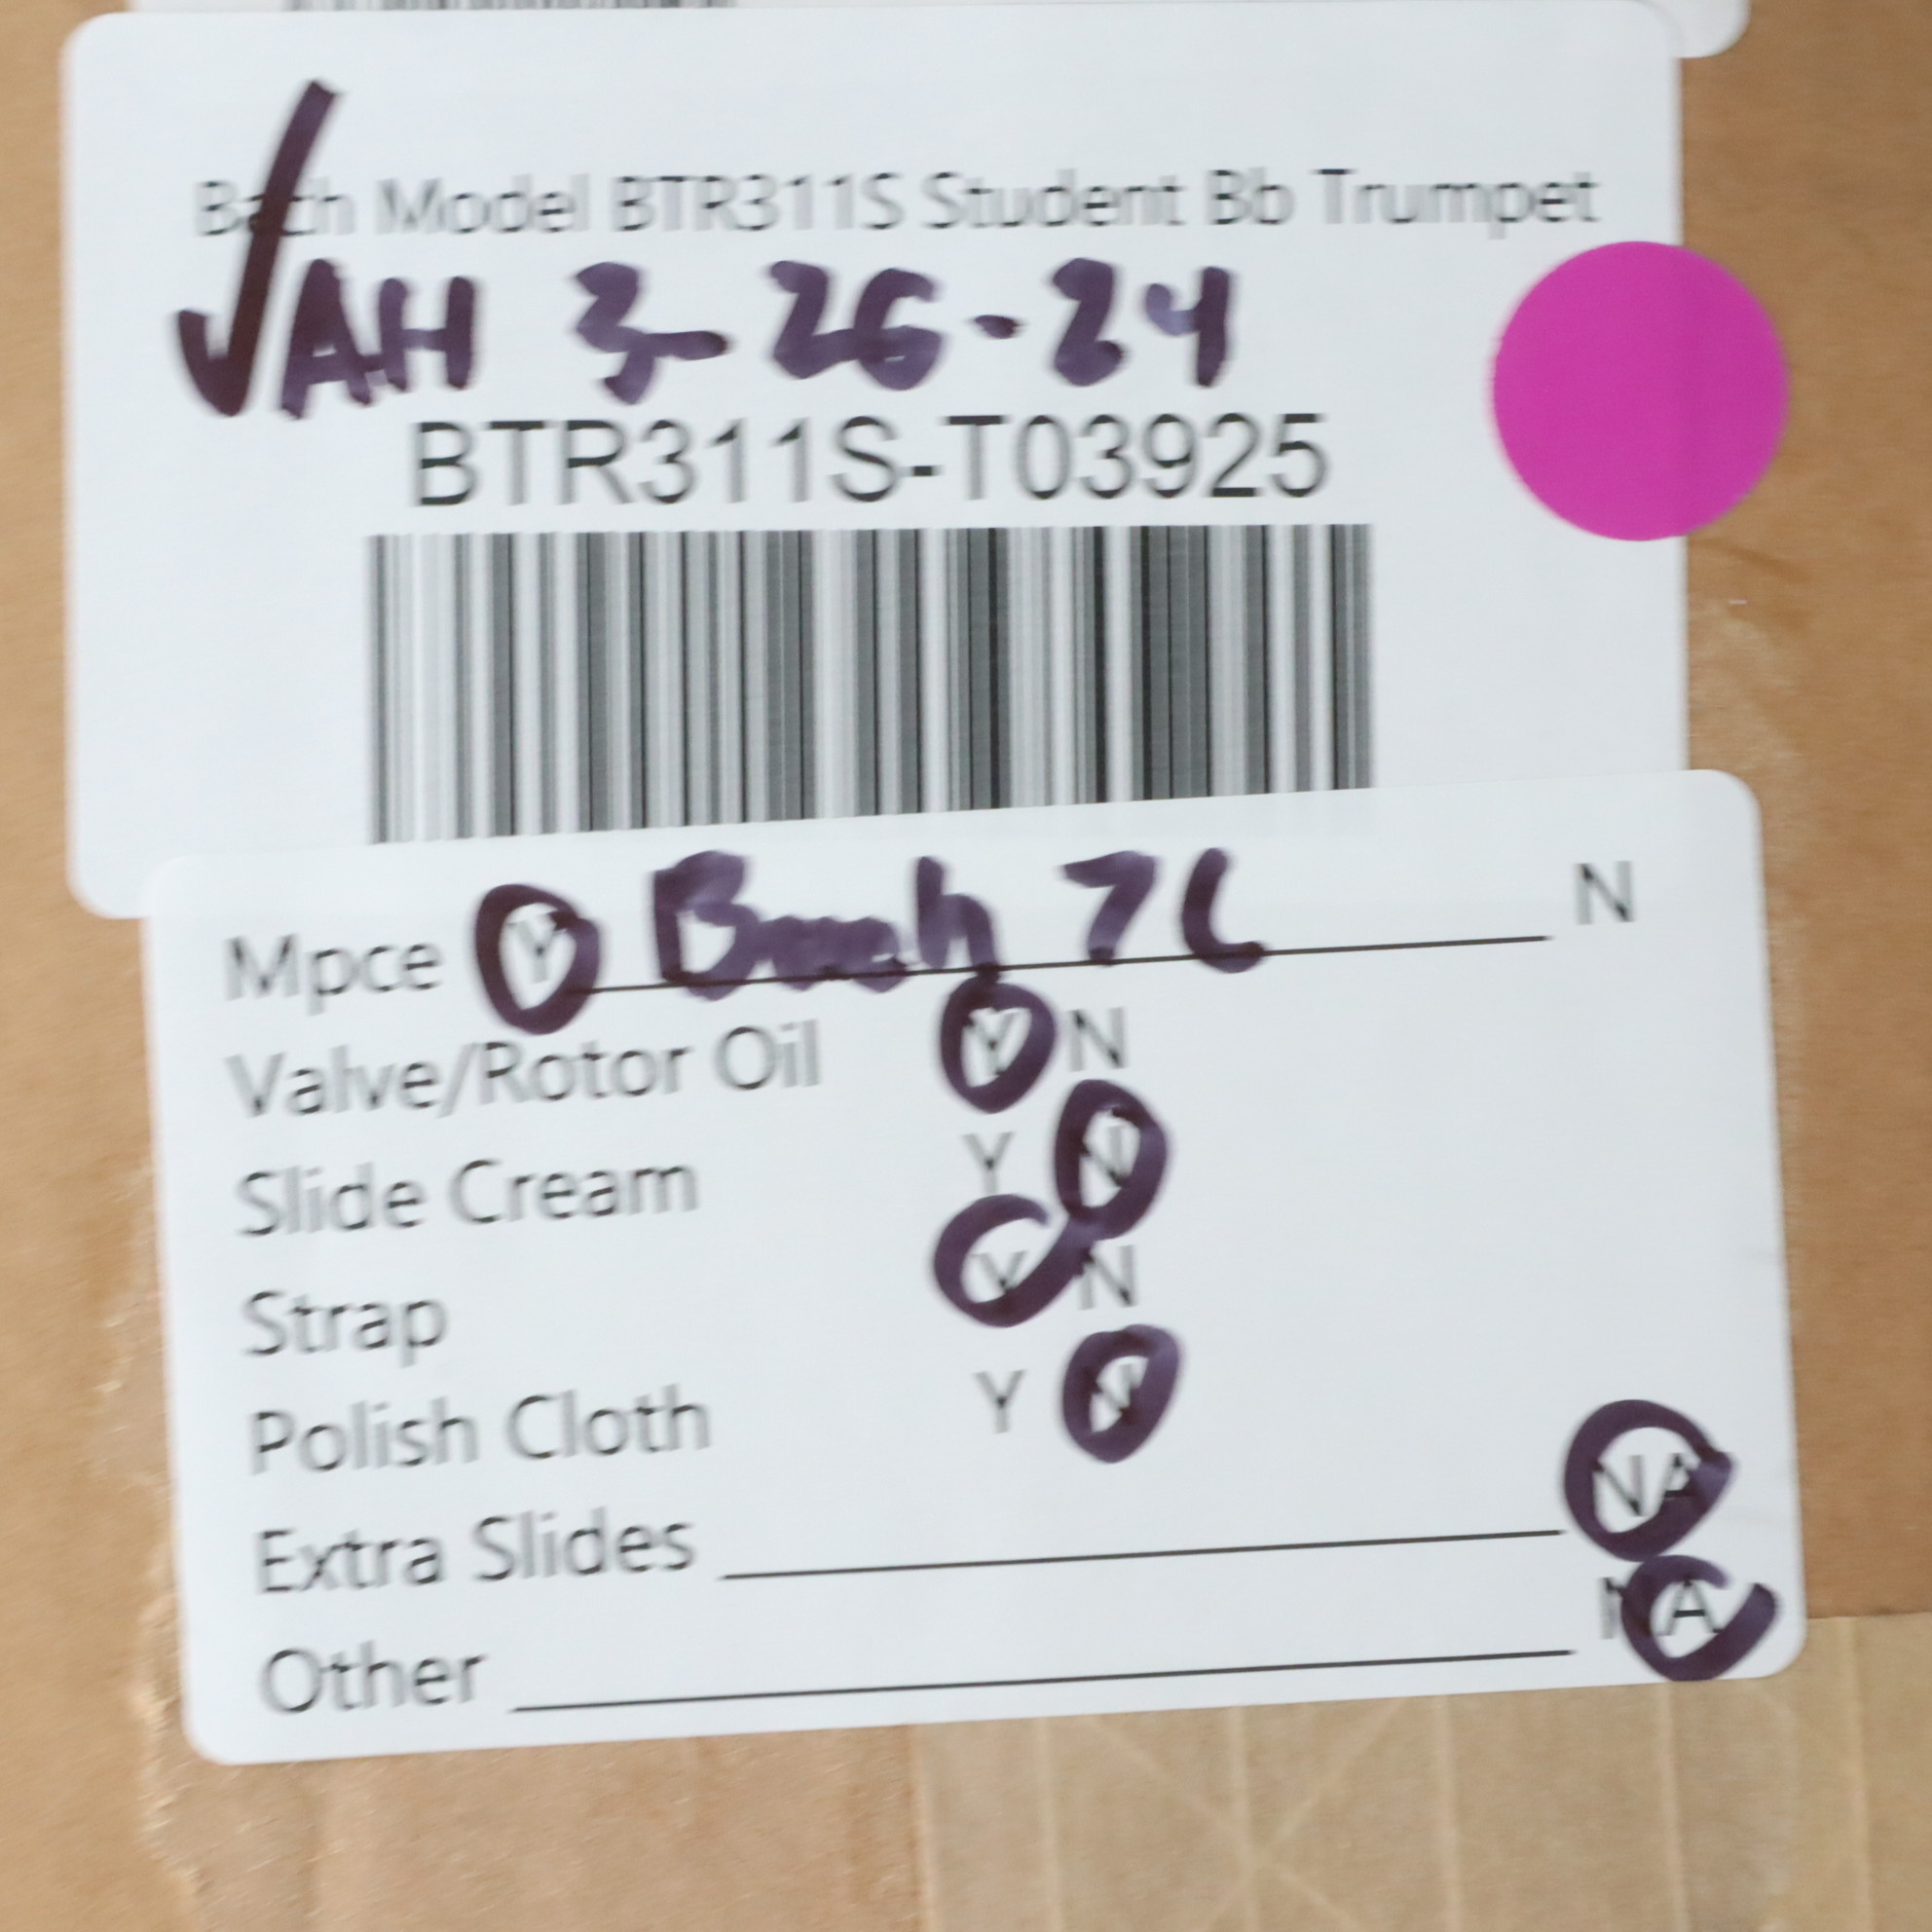 Bach Model BTR311S Student Bb Trumpet
AH 3-26-24
BTR311S-T03925
Mpce Y Bach 7C N
Valve/Rotor Oil Y N
Slide Cream Y N
Strap Y N
Polish Cloth Y N
Extra Slides NA
Other NA